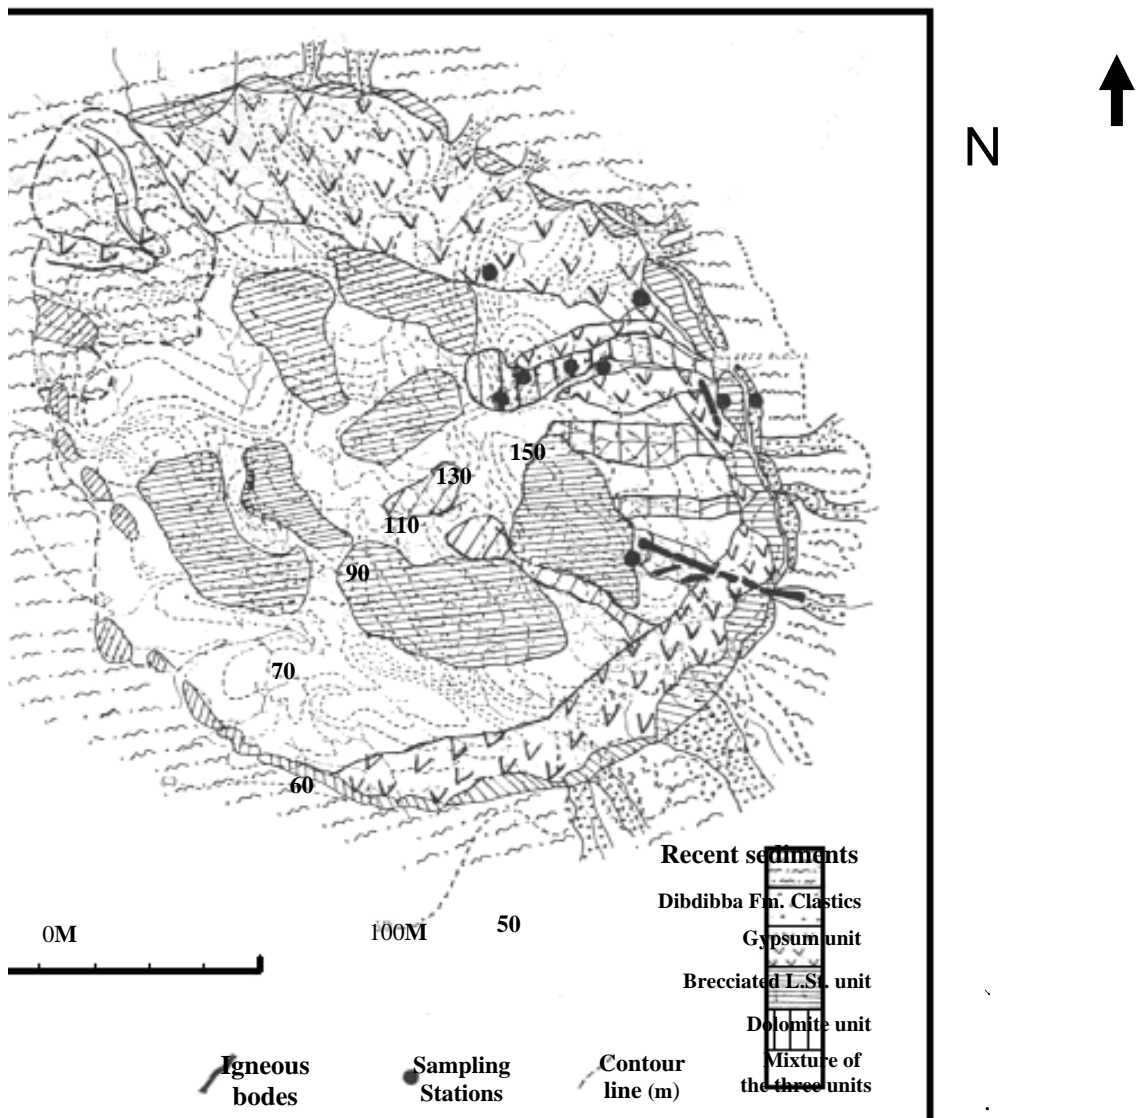 N
150
130
110
90
70
60
50
0M
100M
Recent sediments
Dibdibba Fm. Clastics
Gypsum unit
Brecciated L.St. unit
Dolomite unit
Mixture of
the three units
Igneous
bodes
Sampling
Stations
Contour
line (m)